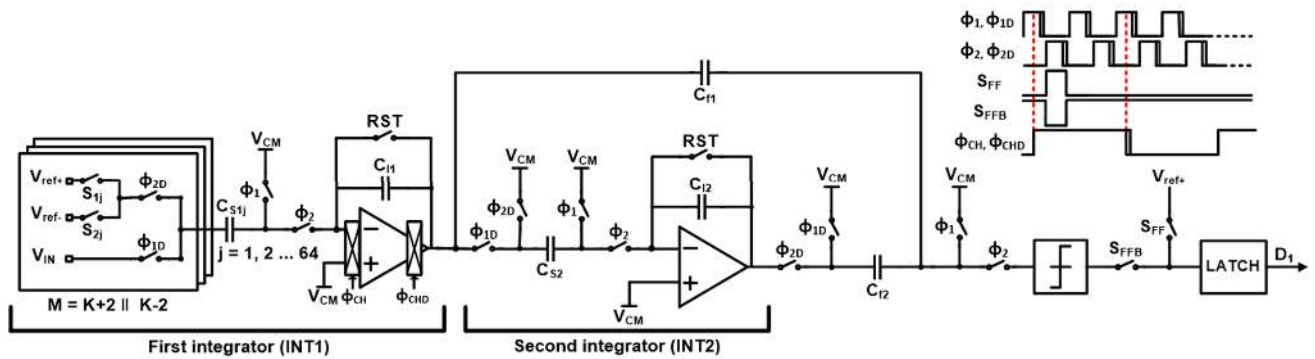 Φ1, Φ1D
Φ2, Φ2D
SFF
SFFB
ΦCH, ΦCHD
Cf1
RST
CI1
VCM
Φ1
Φ2
Vref+
S1j
Vref-
S2j
Φ2D
VIN
Φ1D
CS1j
j = 1, 2 ... 64
M = K+2 || K-2
VCM
ΦCH
ΦCHD
−
+
First integrator (INT1)
Φ1D
VCM
Φ2D
CS2
VCM
Φ1
Φ2
RST
CI2
−
+
VCM
Second integrator (INT2)
Φ2D
VCM
Φ1D
Cf2
VCM
Φ1
Φ2
SFFB
Vref+
SFF
LATCH
D1